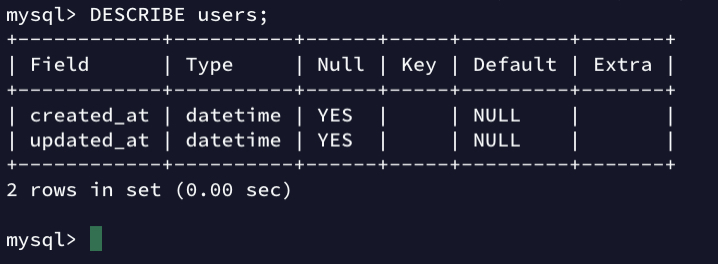 mysql> DESCRIBE users;
+------------+----------+------+-----+---------+-------+
| Field      | Type     | Null | Key | Default | Extra |
+------------+----------+------+-----+---------+-------+
| created_at | datetime | YES  |     | NULL    |       |
| updated_at | datetime | YES  |     | NULL    |       |
+------------+----------+------+-----+---------+-------+
2 rows in set (0.00 sec)
mysql>